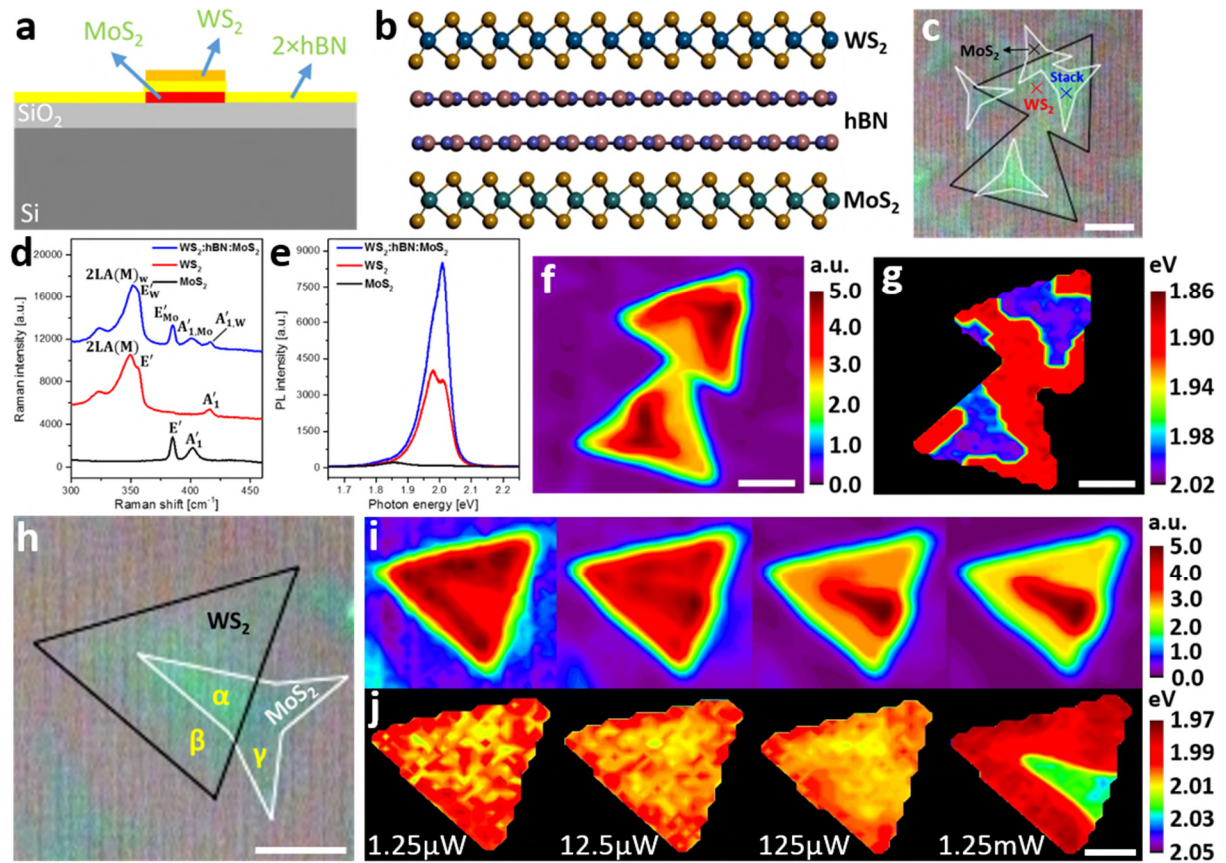 a
MoS₂
WS₂
2×hBN
SiO₂
Si
b
WS₂
hBN
MoS₂
c
MoS₂
Stack
WS₂
d
Raman intensity [a.u.]
20000
16000
12000
8000
4000
0
WS₂:hBN:MoS₂
WS₂
MoS₂
2LA(M)w
E′w
E′Mo
A′1,Mo
A′1,W
2LA(M)
E′
A′1
E′
A′1
300
350
400
450
Raman shift [cm⁻¹]
e
PL intensity [a.u.]
9000
7500
6000
4500
3000
1500
0
WS₂:hBN:MoS₂
WS₂
MoS₂
1.7
1.8
1.9
2.0
2.1
2.2
Photon energy [eV]
f
a.u.
5.0
4.0
3.0
2.0
1.0
0.0
g
eV
1.86
1.90
1.94
1.98
2.02
h
WS₂
MoS₂
α
β
γ
i
a.u.
5.0
4.0
3.0
2.0
1.0
0.0
j
1.25μW
12.5μW
125μW
1.25mW
eV
1.97
1.99
2.01
2.03
2.05